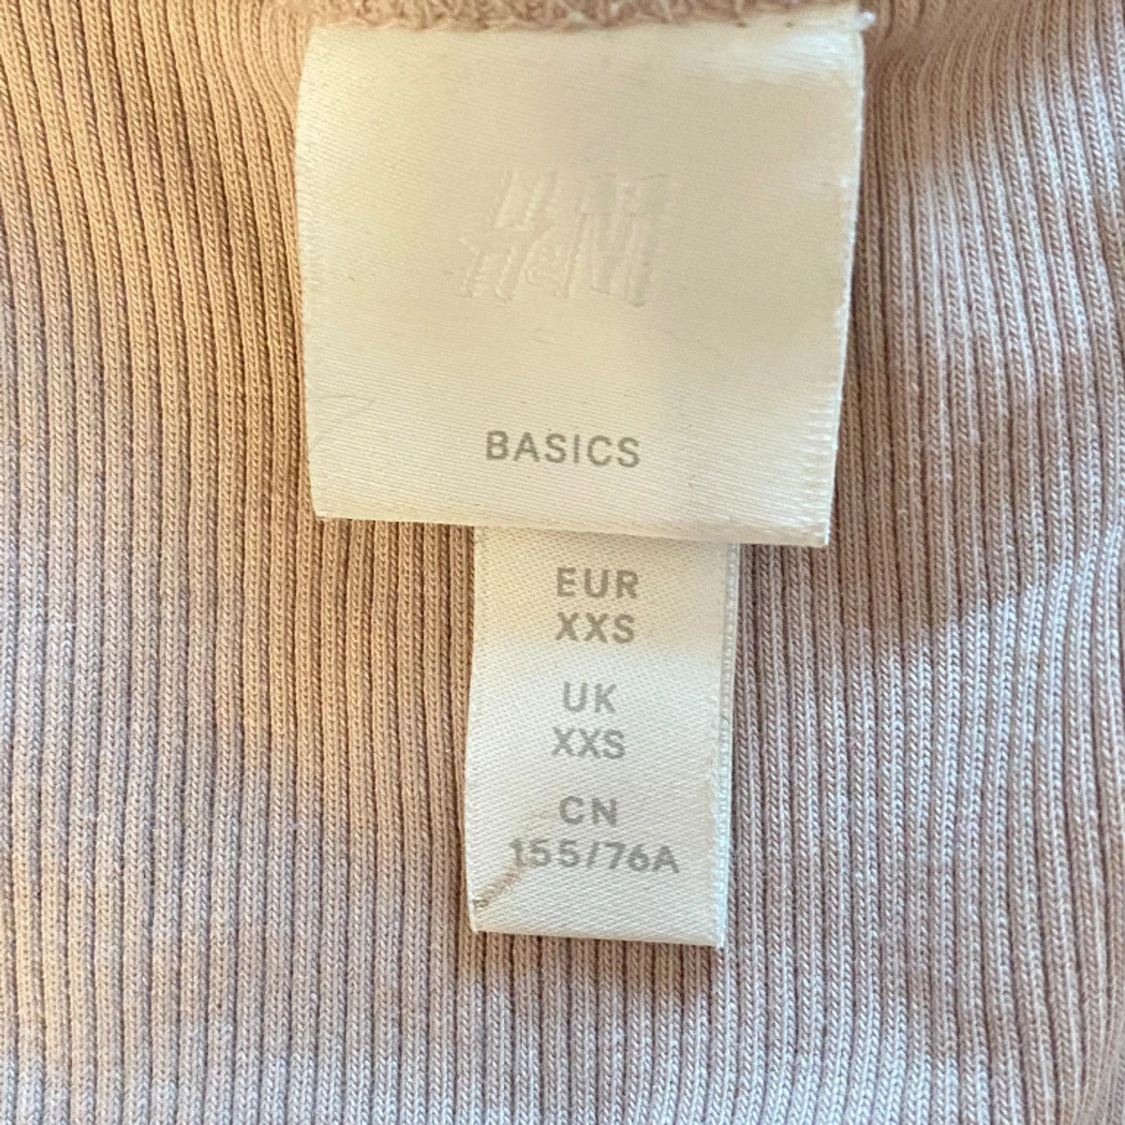 H&M
BASICS
EUR
XXS
UK
XXS
CN
155/76A